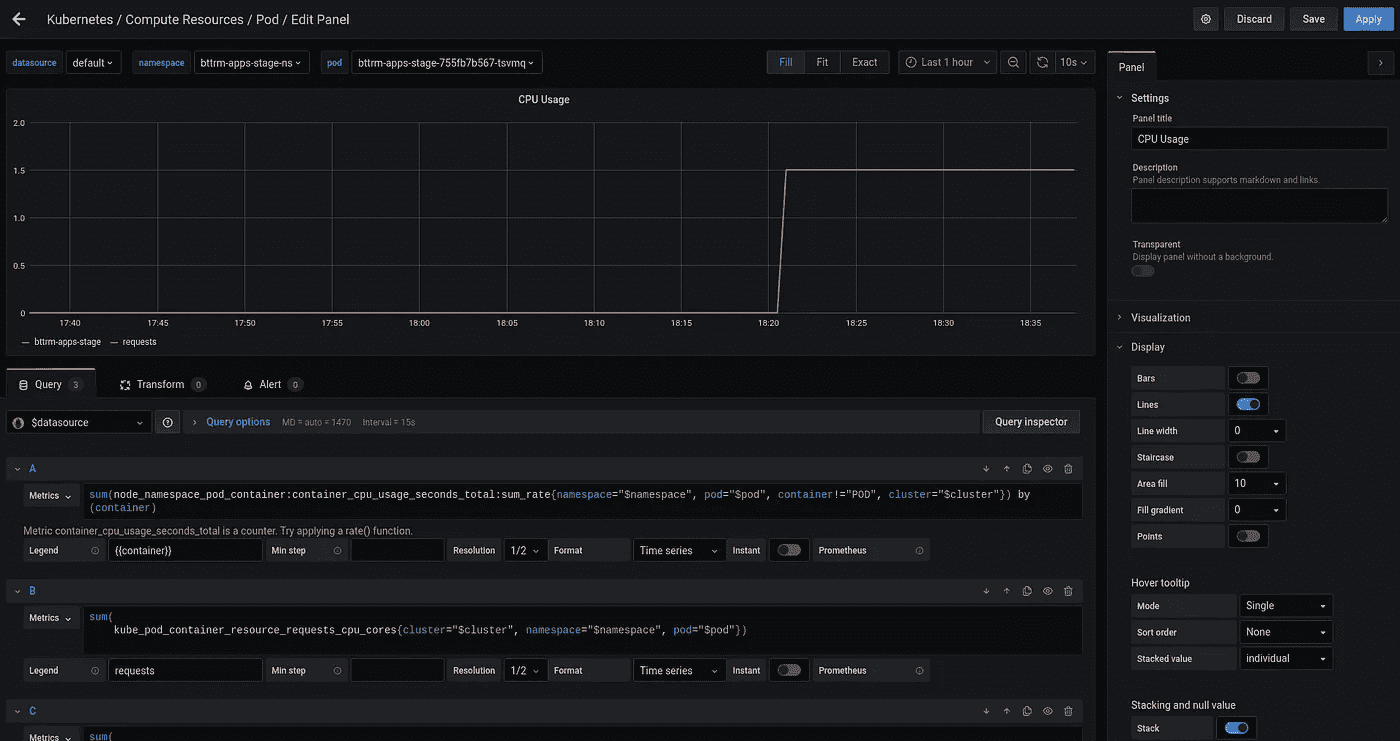 Kubernetes / Compute Resources / Pod / Edit Panel
Discard
Save
Apply
datasource default namespace bttrm-apps-stage-ns pod bttrm-apps-stage-755fb7b567-tsvmq
Fill Fit Exact Last 1 hour 10s
CPU Usage
2.0
1.5
1.0
0.5
0
17:40 17:45 17:50 17:55 18:00 18:05 18:10 18:15 18:20 18:25 18:30 18:35
bttrm-apps-stage requests
Query 3 Transform 0 Alert 0
$datasource Query options MD = auto = 1470 Interval = 15s Query inspector
A
Metrics sum(node_namespace_pod_container:container_cpu_usage_seconds_total:sum_rate{namespace="$namespace", pod="$pod", container!="POD", cluster="$cluster"}) by
(container)
Metric container_cpu_usage_seconds_total is a counter. Try applying a rate() function.
Legend {{container}} Min step Resolution 1/2 Format Time series Instant Prometheus
B
Metrics sum(
kube_pod_container_resource_requests_cpu_cores{cluster="$cluster", namespace="$namespace", pod="$pod"})
Legend requests Min step Resolution 1/2 Format Time series Instant Prometheus
C
Metrics sum(
Panel
Settings
Panel title
CPU Usage
Description
Panel description supports markdown and links.
Transparent
Display panel without a background.
Visualization
Display
Bars
Lines
Line width 0
Staircase
Area fill 10
Fill gradient 0
Points
Hover tooltip
Mode Single
Sort order None
Stacked value individual
Stacking and null value
Stack